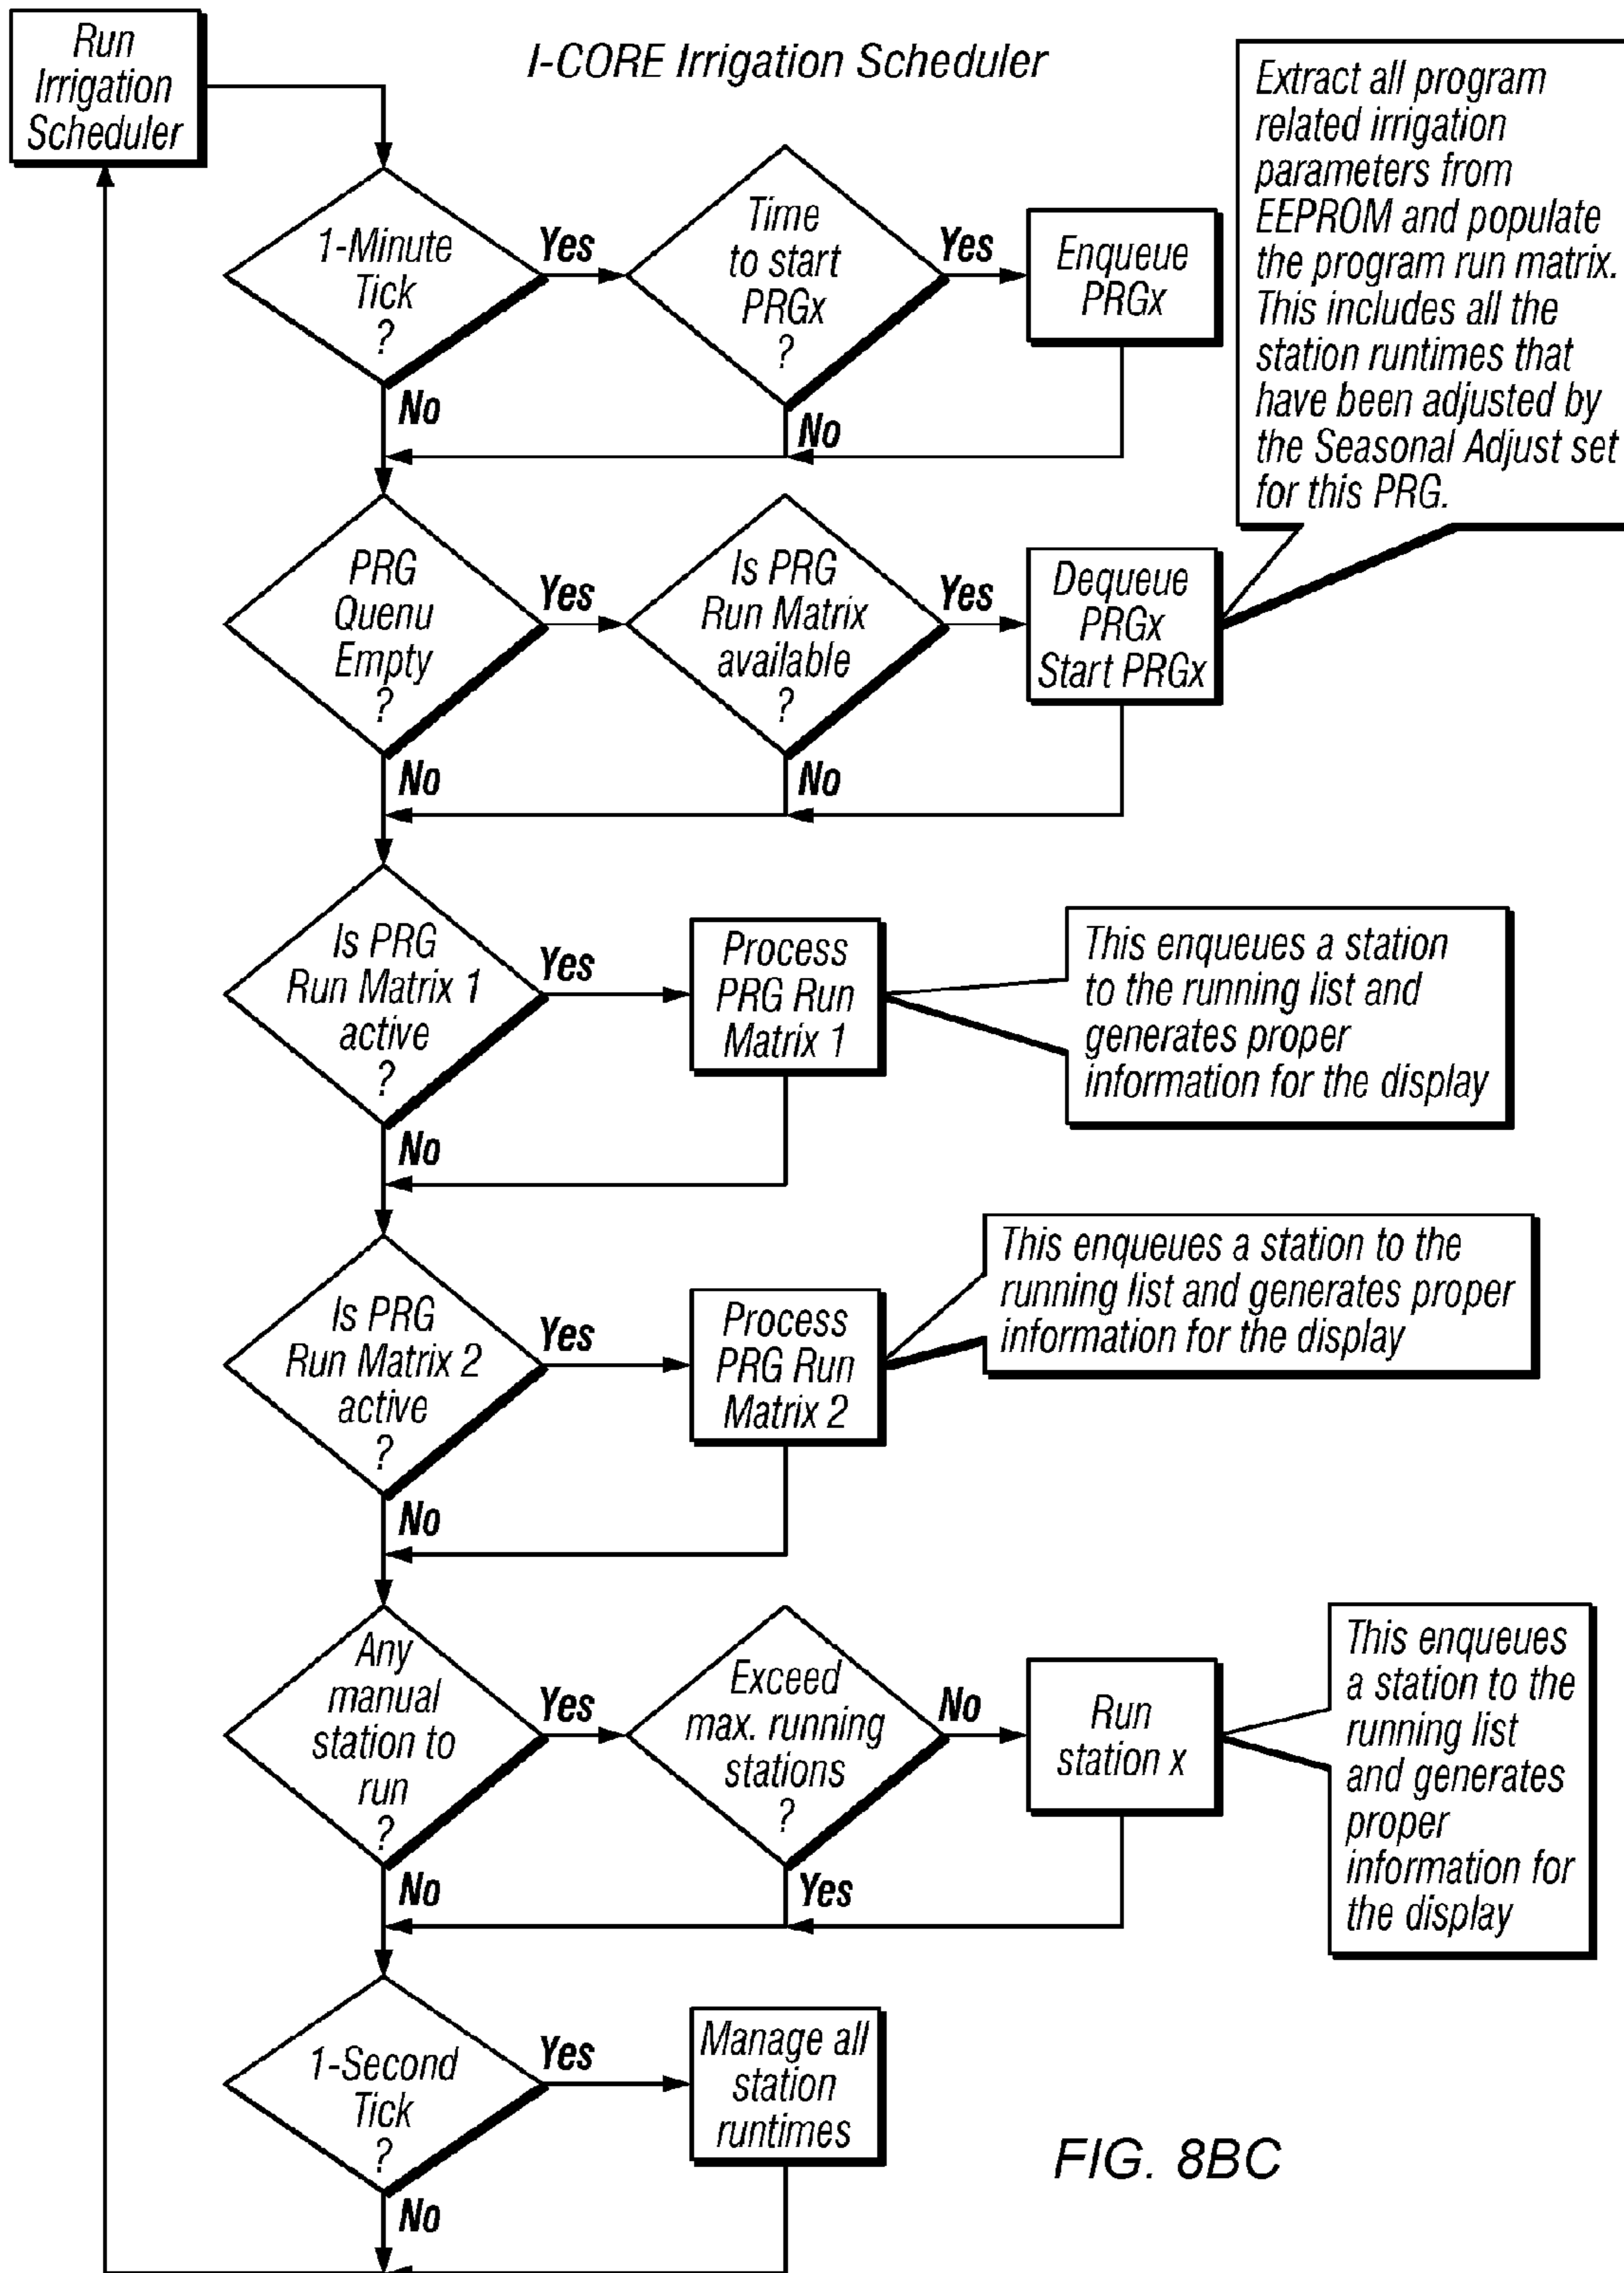 Run
Irrigation
Scheduler
I-CORE Irrigation Scheduler
Extract all program
related irrigation
parameters from
EEPROM and populate
the program run matrix.
This includes all the
station runtimes that
have been adjusted by
the Seasonal Adjust set
for this PRG.
1-Minute
Tick
?
Yes
No
Time
to start
PRGx
?
Yes
No
Enqueue
PRGx
PRG
Quenu
Empty
?
Yes
No
Is PRG
Run Matrix
available
?
Yes
No
Dequeue
PRGx
Start PRGx
Is PRG
Run Matrix 1
active
?
Yes
No
Process
PRG Run
Matrix 1
This enqueues a station
to the running list and
generates proper
information for the display
Is PRG
Run Matrix 2
active
?
Yes
No
Process
PRG Run
Matrix 2
This enqueues a station to the
running list and generates proper
information for the display
Any
manual
station to
run
?
Yes
No
Exceed
max. running
stations
?
No
Yes
Run
station x
This enqueues
a station to the
running list
and generates
proper
information for
the display
1-Second
Tick
?
Yes
No
Manage all
station
runtimes
FIG. 8BC